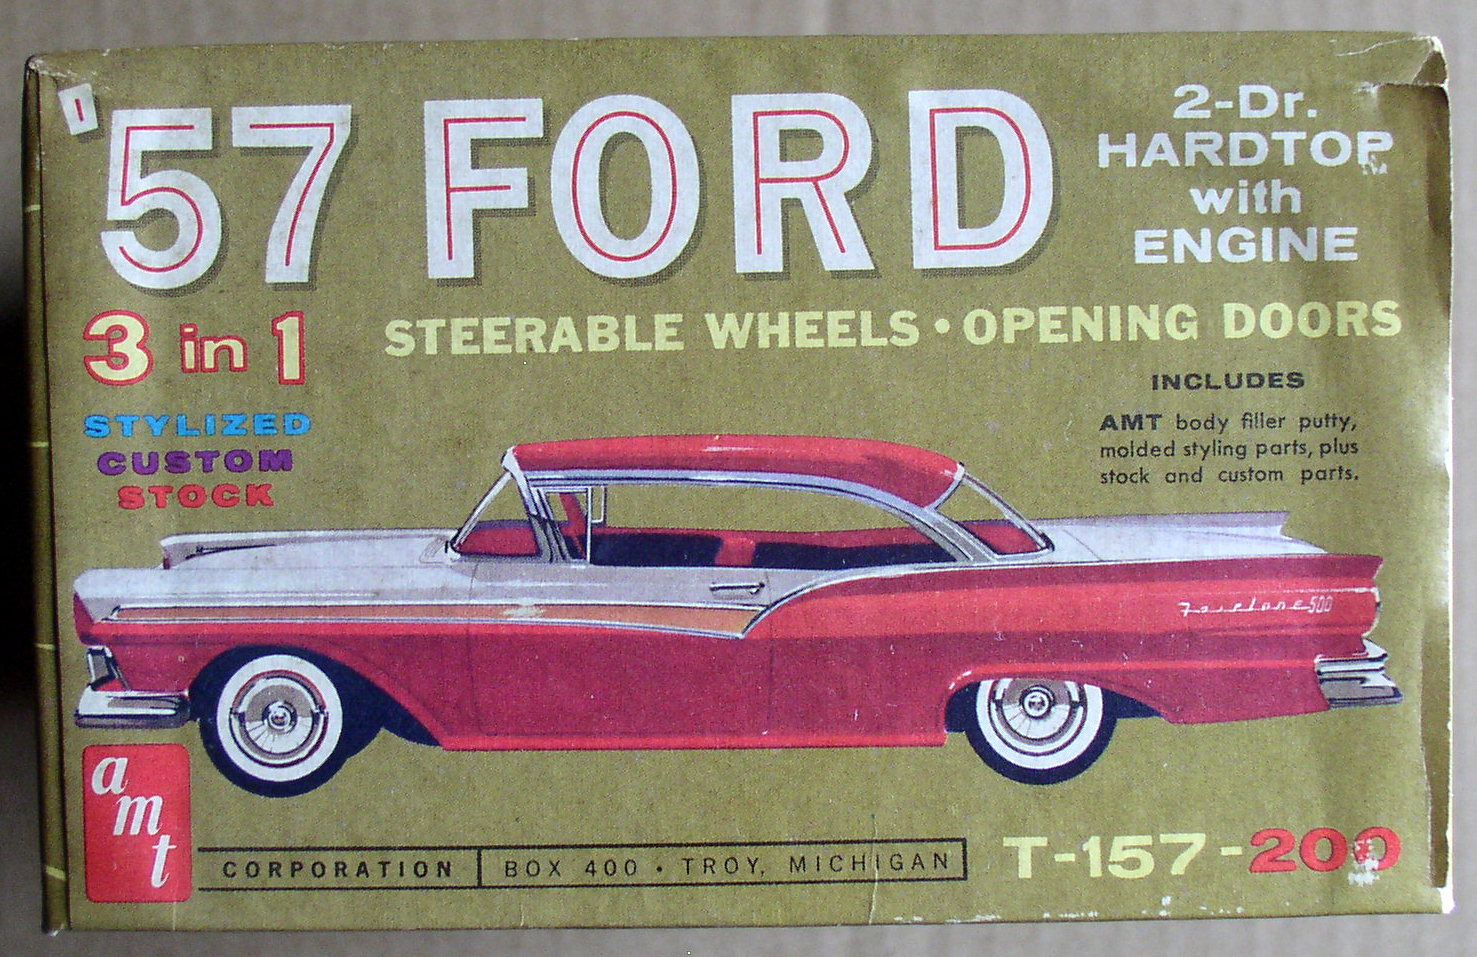 '57 FORD
2-Dr.
HARDTOP
with
ENGINE
3 in 1
STEERABLE WHEELS • OPENING DOORS
STYLIZED
CUSTOM
STOCK
INCLUDES
AMT body filler putty,
molded styling parts, plus
stock and custom parts.
Fairlane 500
amt
CORPORATION BOX 400 • TROY, MICHIGAN
T-157-200